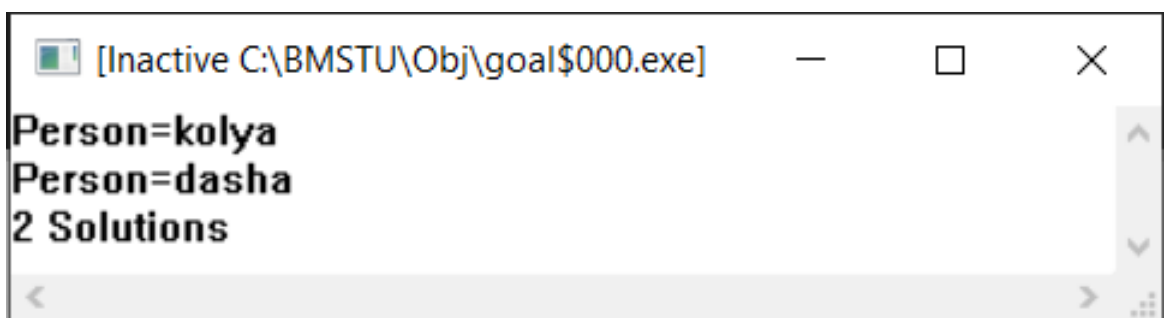 [Inactive C:\BMSTU\Obj\goal$000.exe]
Person=kolya
Person=dasha
2 Solutions